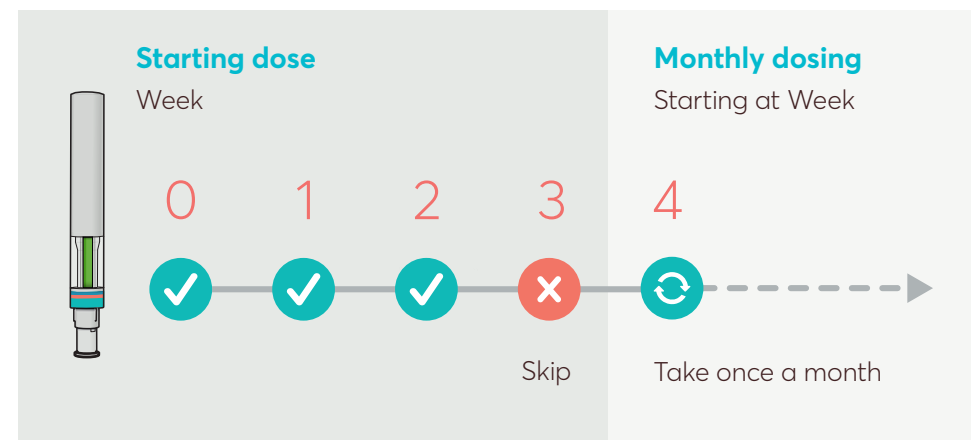 Starting dose
Week
0 1 2 3
Skip
Monthly dosing
Starting at Week
4
Take once a month